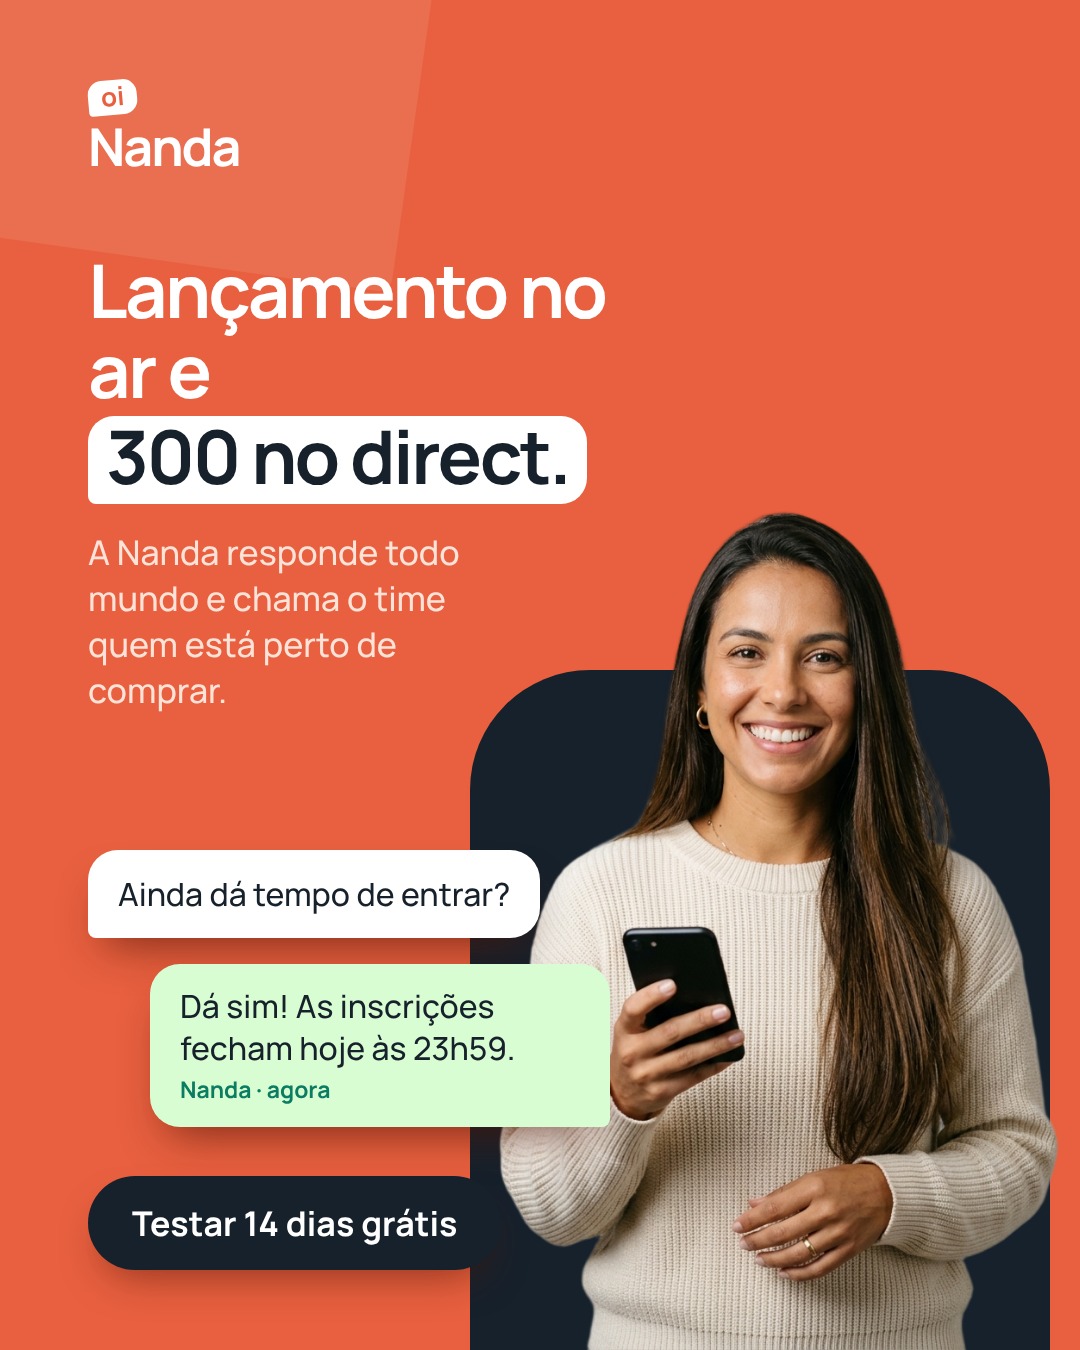 oi
Nanda
Lançamento no
ar e
300 no direct.
A Nanda responde todo
mundo e chama o time
quem está perto de
comprar.
Ainda dá tempo de entrar?
Dá sim! As inscrições
fecham hoje às 23h59.
Nanda · agora
Testar 14 dias grátis